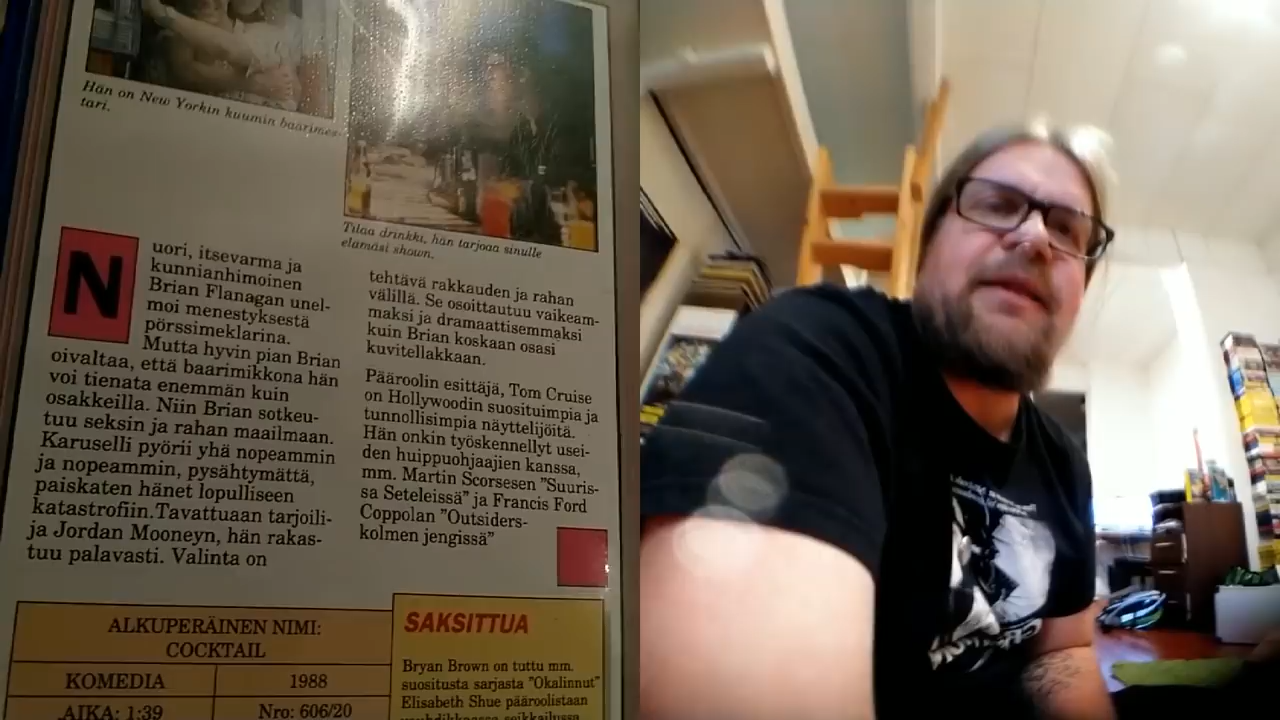 Hän on New Yorkin kuumin baarimes-
tari.
Tilaa drinkki, hän tarjoaa sinulle
elämäsi shown.
N
uori, itsevarma ja
kunnianhimoinen
Brian Flanagan unel-
moi menestyksestä
pörssimeklarina.
Mutta hyvin pian Brian
oivaltaa, että baarimikkona hän
voi tienata enemmän kuin
osakkeilla. Niin Brian sotkeu-
tuu seksin ja rahan maailmaan.
Karuselli pyörii yhä nopeammin
ja nopeammin, pysähtymättä,
paiskaten hänet lopulliseen
katastrofiin.Tavattuaan tarjoili-
ja Jordan Mooneyn, hän rakas-
tuu palavasti. Valinta on
tehtävä rakkauden ja rahan
välillä. Se osoittautuu vaikeam-
maksi ja dramaattisemmaksi
kuin Brian koskaan osasi
kuvitellakkaan.
Pääroolin esittäjä, Tom Cruise
on Hollywoodin suosituimpia ja
tunnollisimpia näyttelijöitä.
Hän onkin työskennellyt usei-
den huippuohjaajien kanssa,
mm. Martin Scorsesen "Suuris-
sa Seteleissä" ja Francis Ford
Coppolan "Outsiders-
kolmen jengissä"
ALKUPERÄINEN NIMI:
COCKTAIL
KOMEDIA 1988
AIKA: 1:39 Nro: 606/20
SAKSITTUA
Bryan Brown on tuttu mm.
suositusta sarjasta "Okalinnut"
Elisabeth Shue pääroolistaan